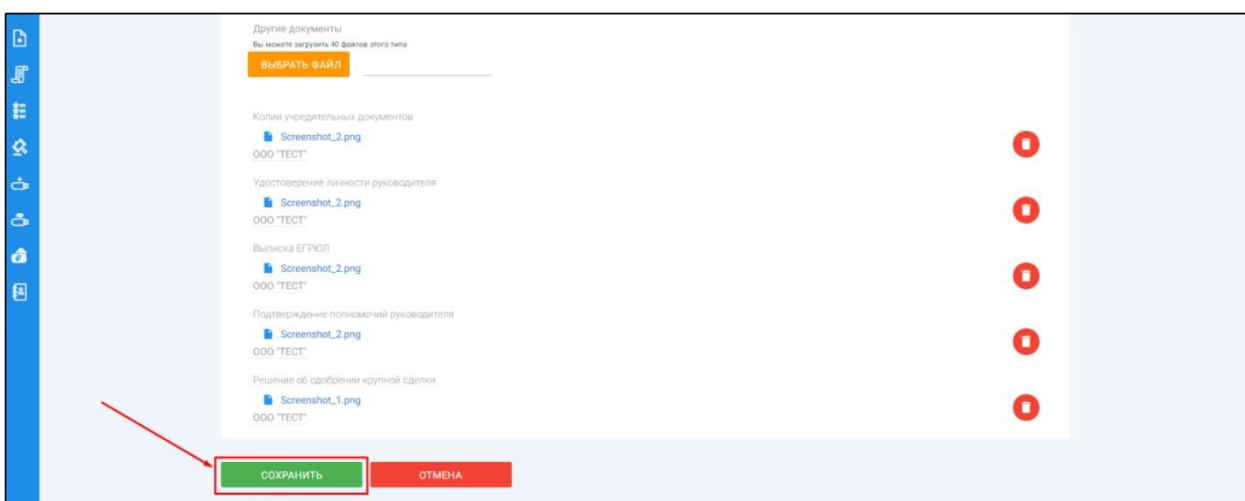 Другие документы
Вы можете загрузить 40 файлов этого типа
ВЫБРАТЬ ФАЙЛ
Копии учредительных документов
Screenshot_2.png
ООО "ТЕСТ"
Удостоверение личности руководителя
Screenshot_2.png
ООО "ТЕСТ"
Выписка ЕГРЮЛ
Screenshot_2.png
ООО "ТЕСТ"
Подтверждение полномочий руководителя
Screenshot_2.png
ООО "ТЕСТ"
Решение об одобрении крупной сделки
Screenshot_1.png
ООО "ТЕСТ"
СОХРАНИТЬ ОТМЕНА